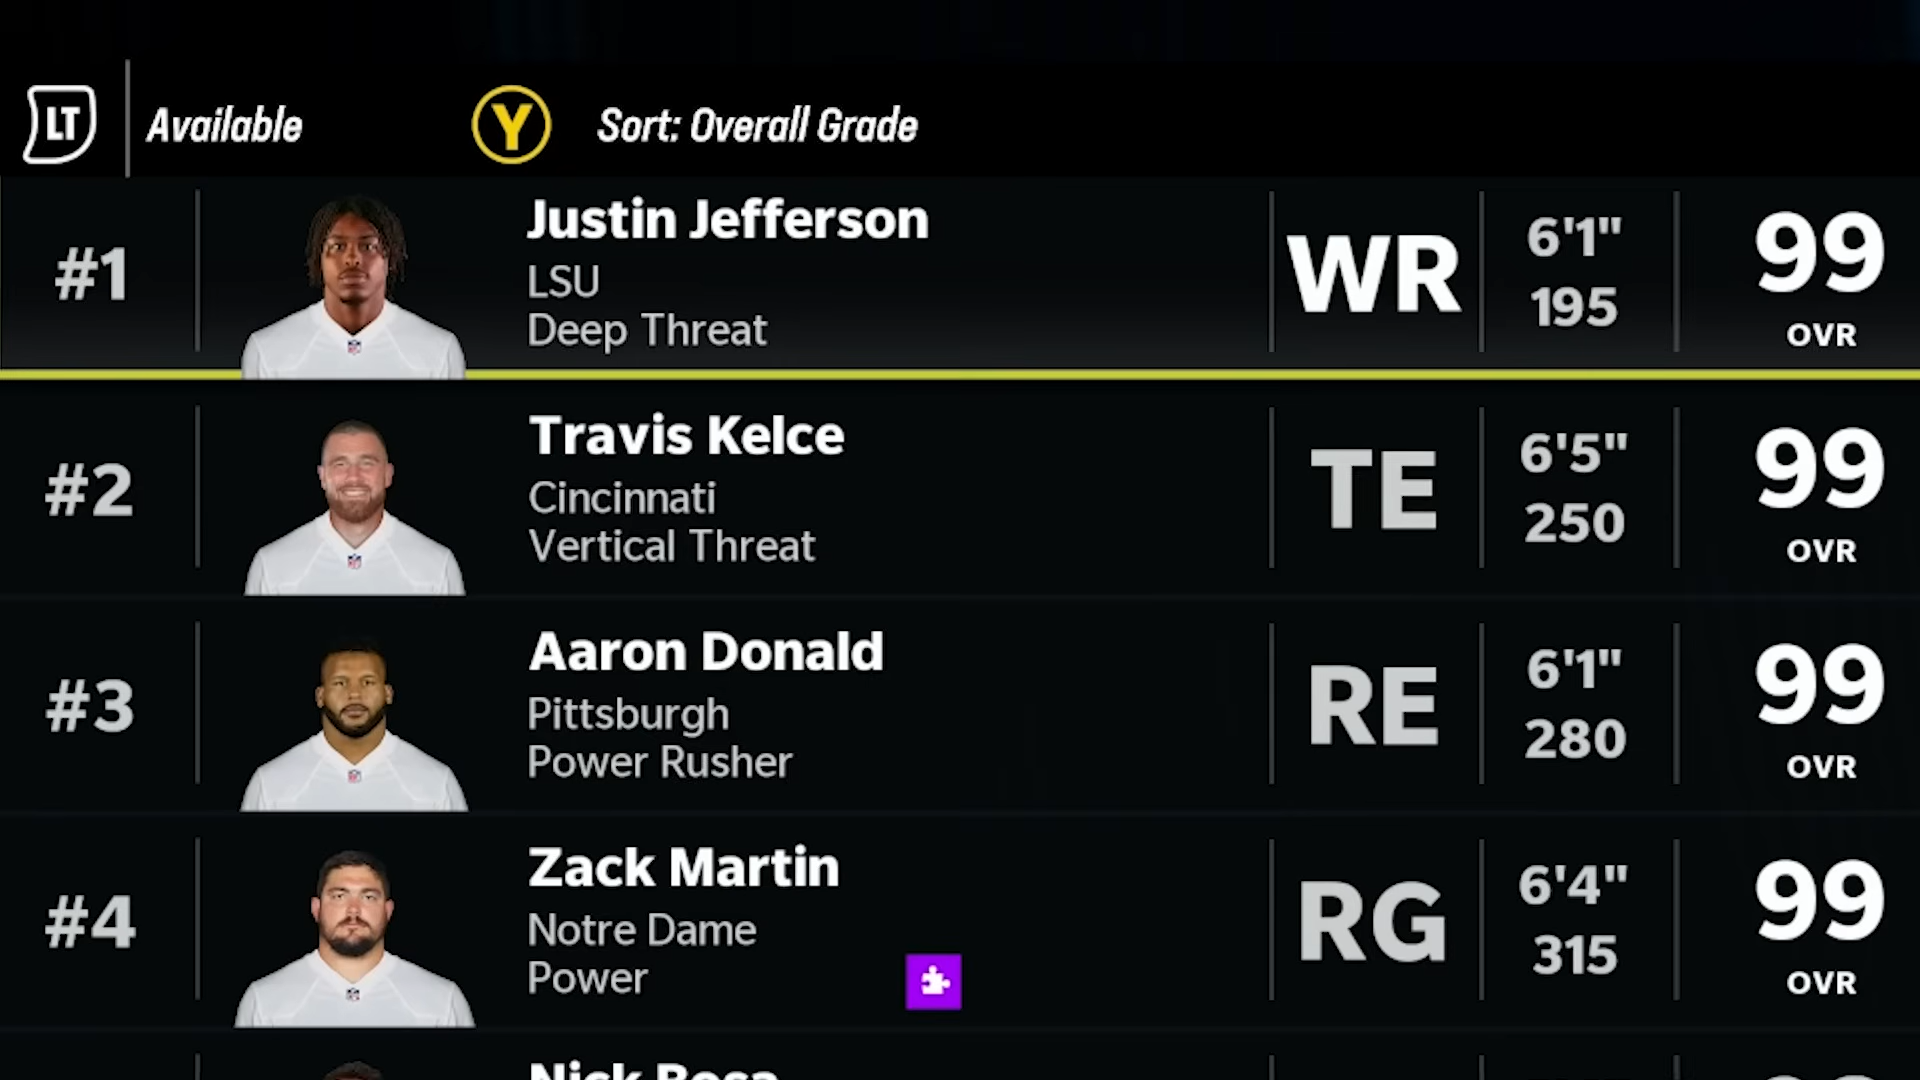 LT Available Y Sort: Overall Grade
#1 Justin Jefferson LSU Deep Threat WR 6'1" 195 99 OVR
#2 Travis Kelce Cincinnati Vertical Threat TE 6'5" 250 99 OVR
#3 Aaron Donald Pittsburgh Power Rusher RE 6'1" 280 99 OVR
#4 Zack Martin Notre Dame Power RG 6'4" 315 99 OVR
Nick Bosa